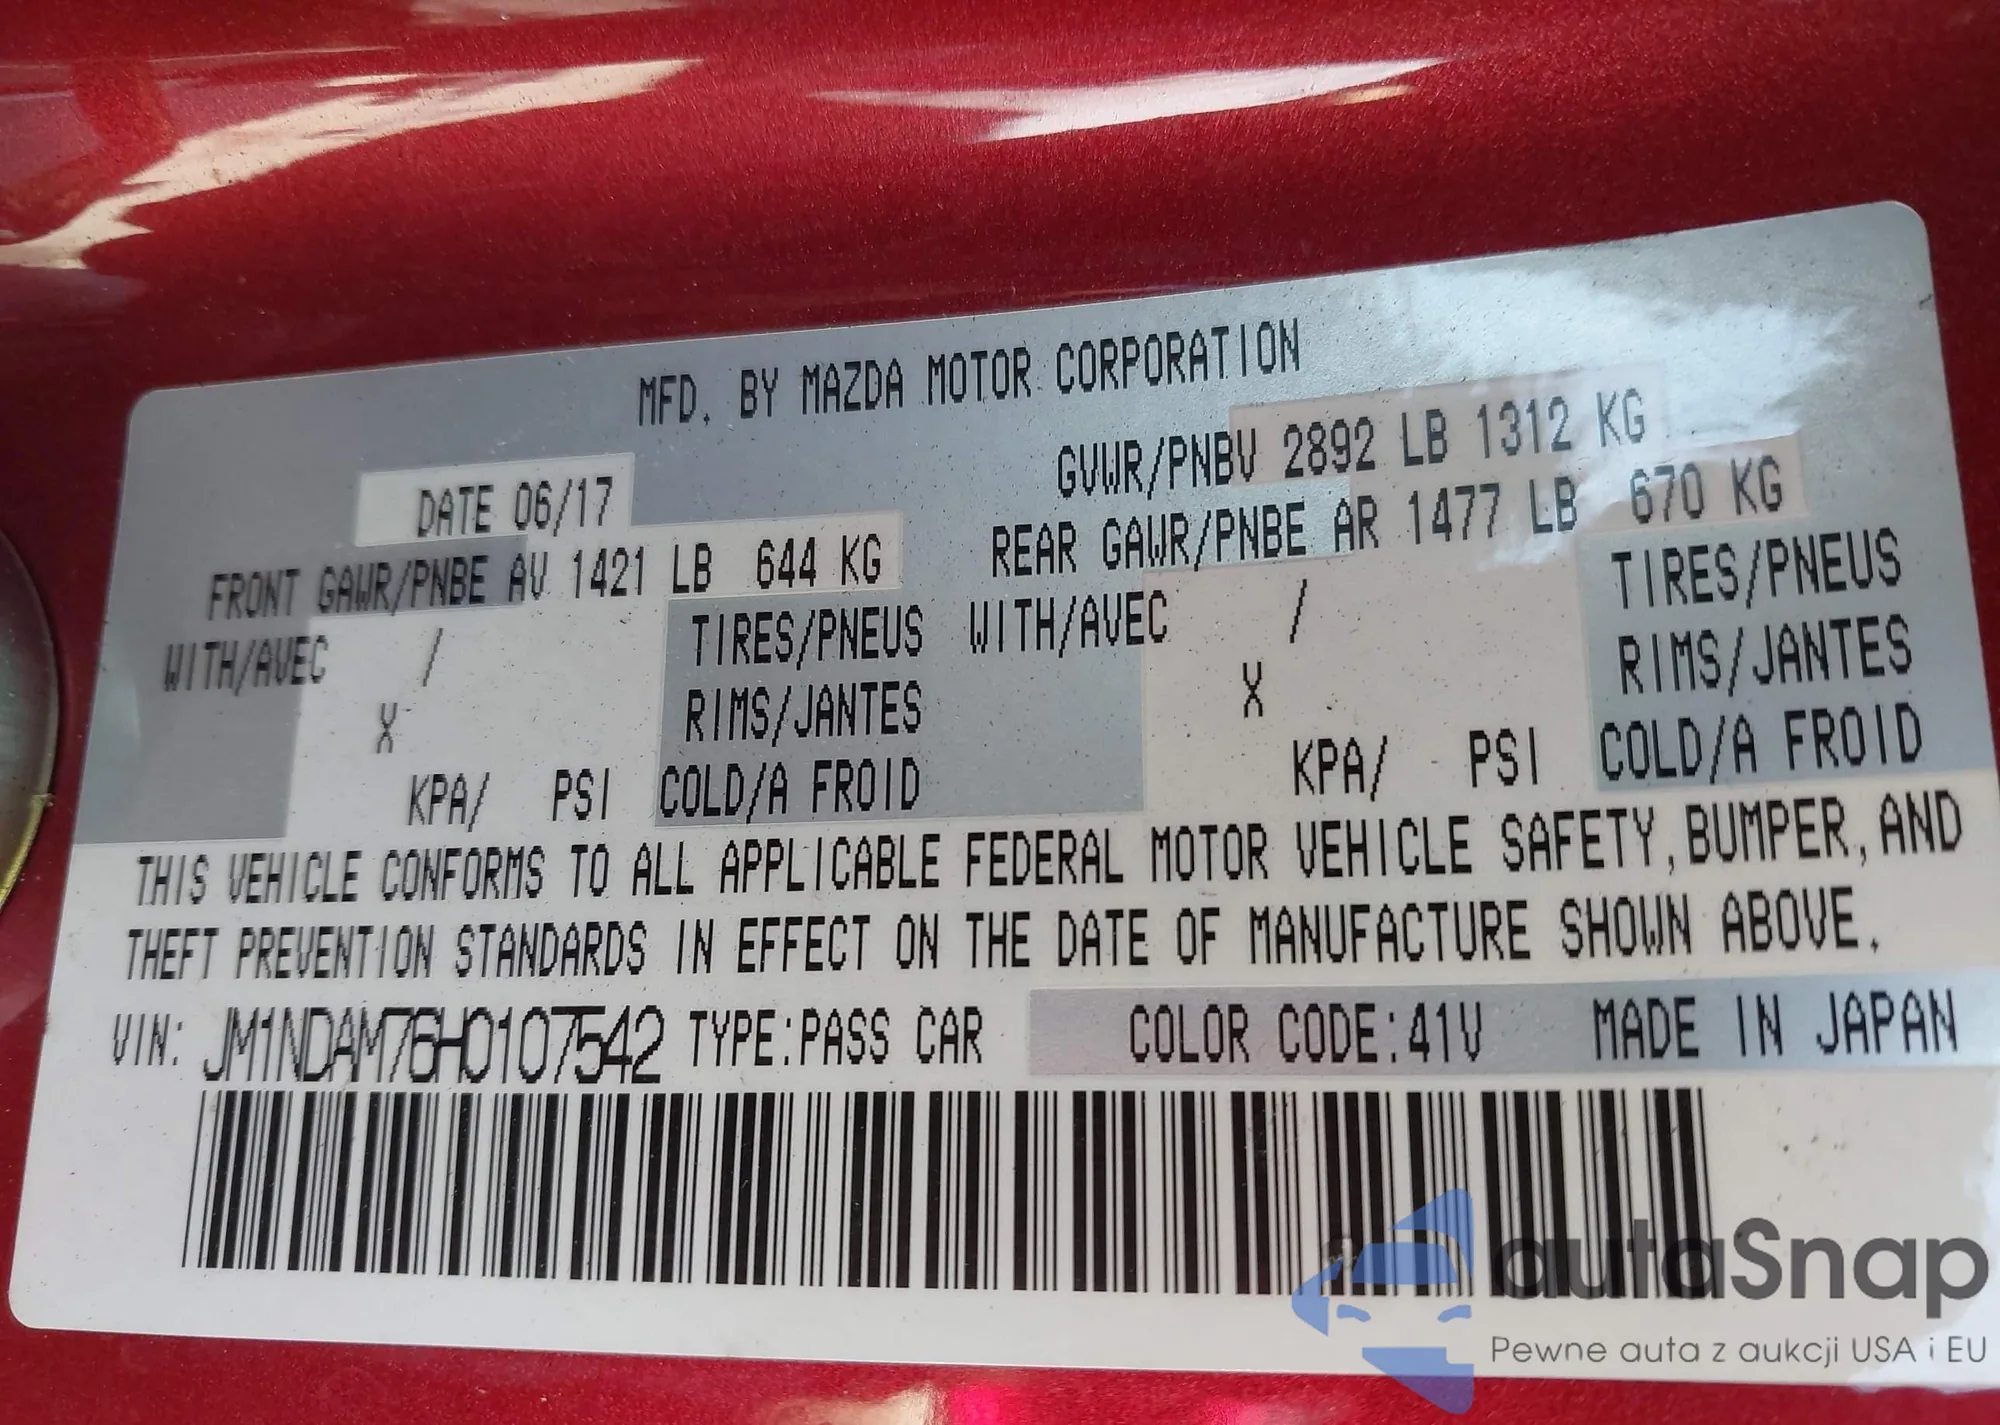 MFD. BY MAZDA MOTOR CORPORATION
DATE 06/17
GVWR/PNBV 2892 LB 1312 KG
FRONT GAWR/PNBE AV 1421 LB 644 KG
REAR GAWR/PNBE AR 1477 LB 670 KG
WITH/AVEC / TIRES/PNEUS WITH/AVEC / TIRES/PNEUS
X RIMS/JANTES X RIMS/JANTES
KPA/ PSI COLD/A FROID KPA/ PSI COLD/A FROID
THIS VEHICLE CONFORMS TO ALL APPLICABLE FEDERAL MOTOR VEHICLE SAFETY, BUMPER, AND
THEFT PREVENTION STANDARDS IN EFFECT ON THE DATE OF MANUFACTURE SHOWN ABOVE.
VIN: JM1NDAM76H0107542 TYPE:PASS CAR COLOR CODE:41V MADE IN JAPAN
autaSnap
Pewne auta z aukcji USA i EU